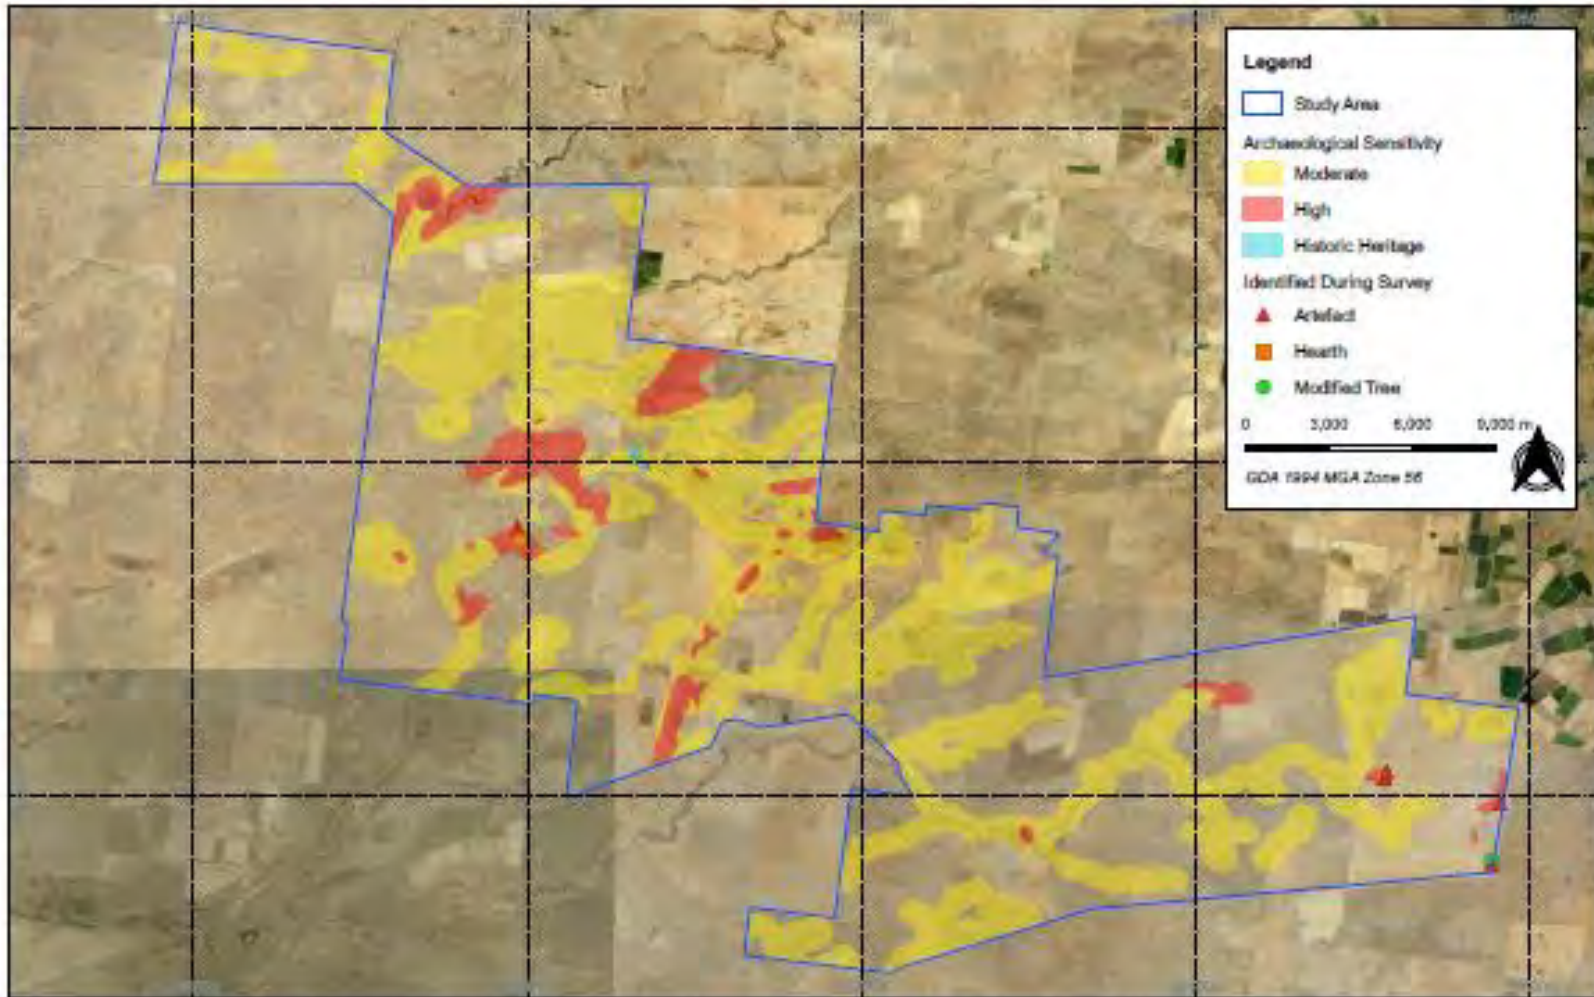 Legend
Study Area
Archaeological Sensitivity
Moderate
High
Historic Heritage
Identified During Survey
Artefact
Hearth
Modified Tree
0 3,000 6,000 9,000 m
GDA 1994 MGA Zone 56